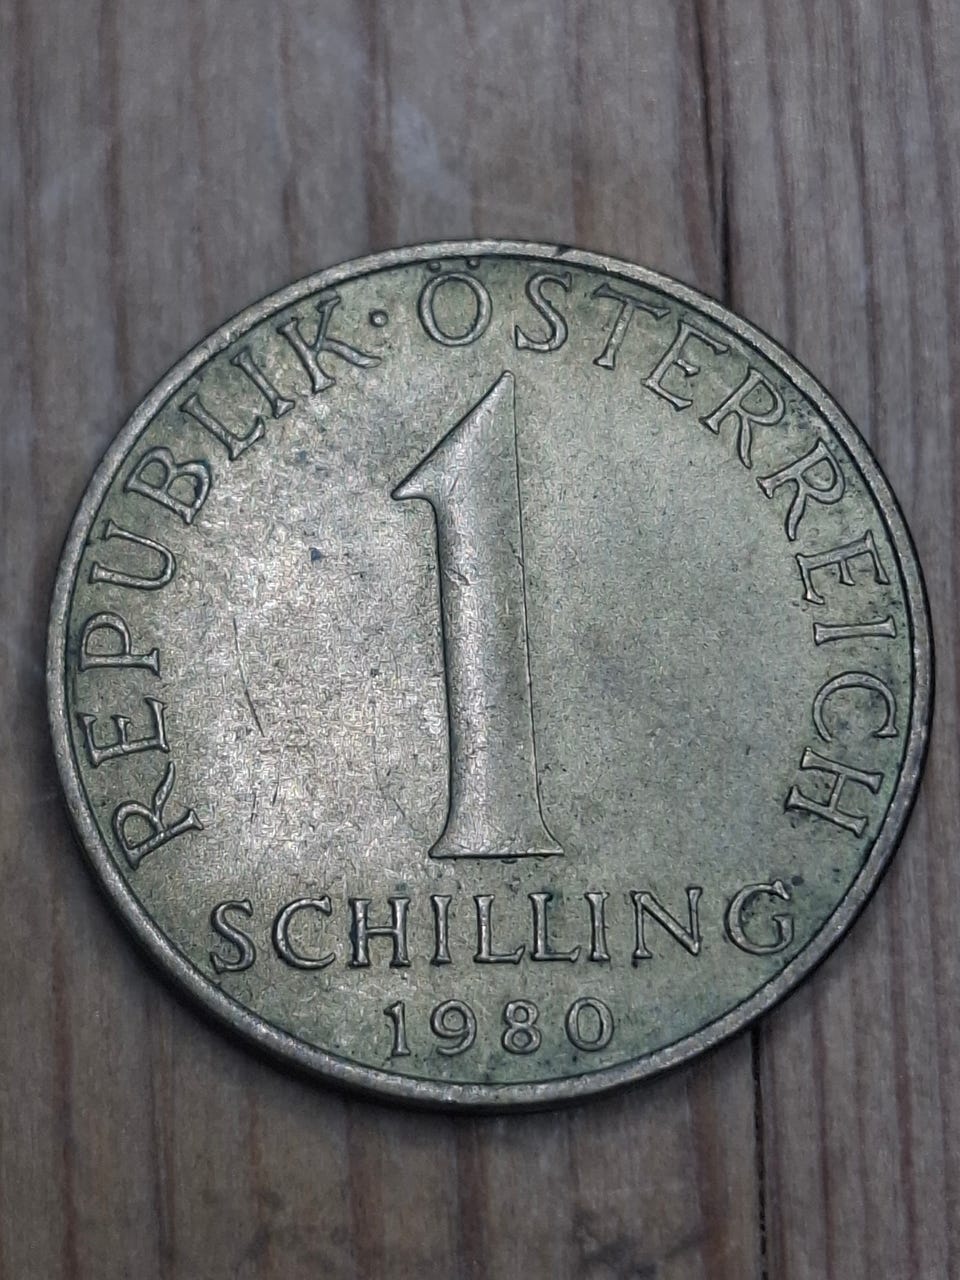 REPUBLIK · ÖSTERREICH
1
SCHILLING
1980